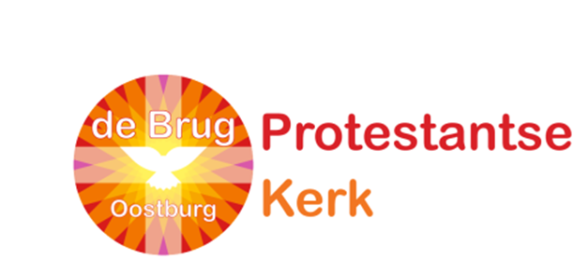 de Brug
Oostburg
Protestantse
Kerk